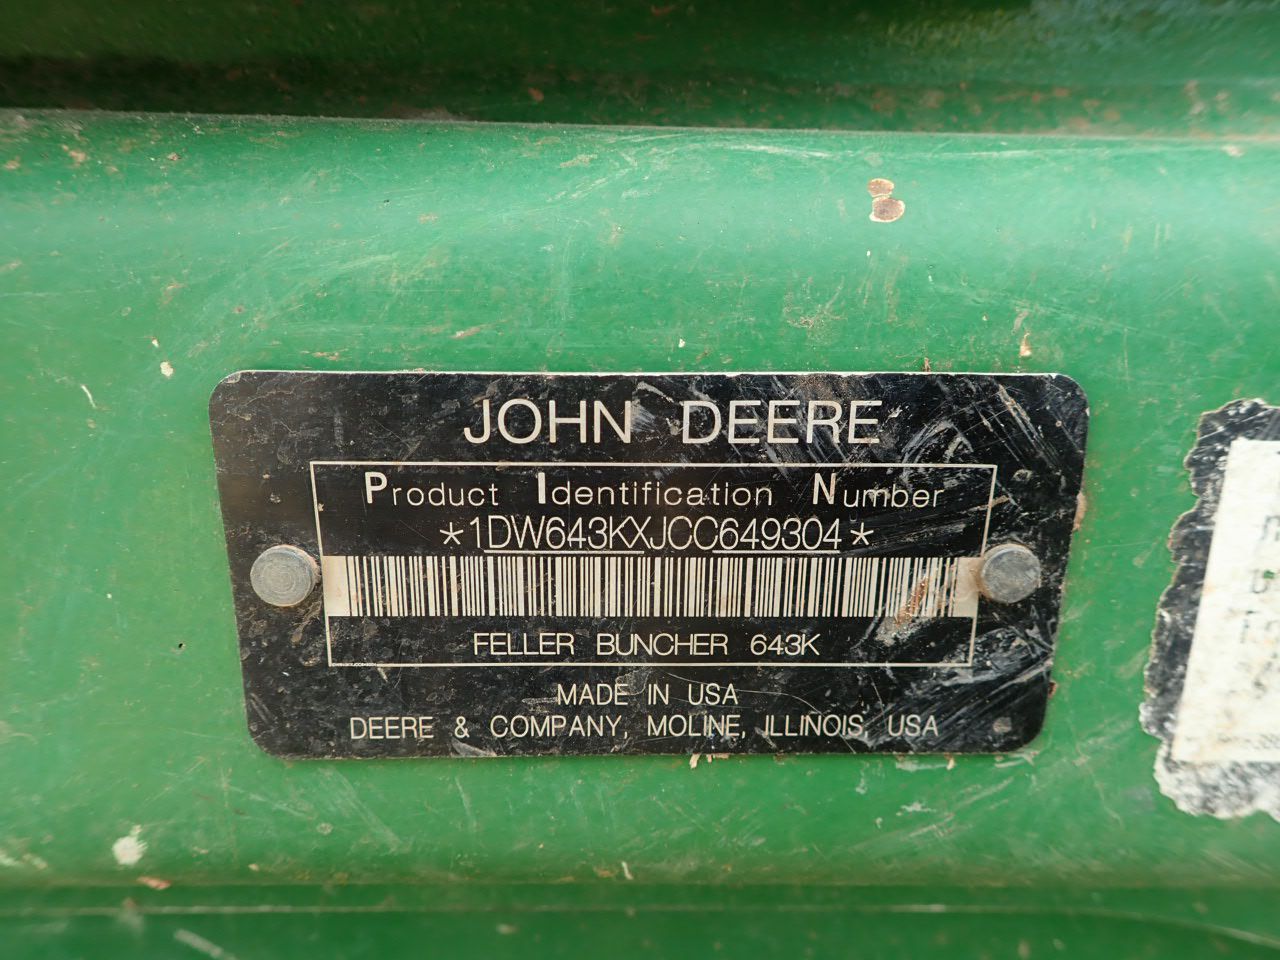 JOHN DEERE
Product Identification Number
*1DW643KXJCC649304*
FELLER BUNCHER 643K
MADE IN USA
DEERE & COMPANY, MOLINE, ILLINOIS, USA